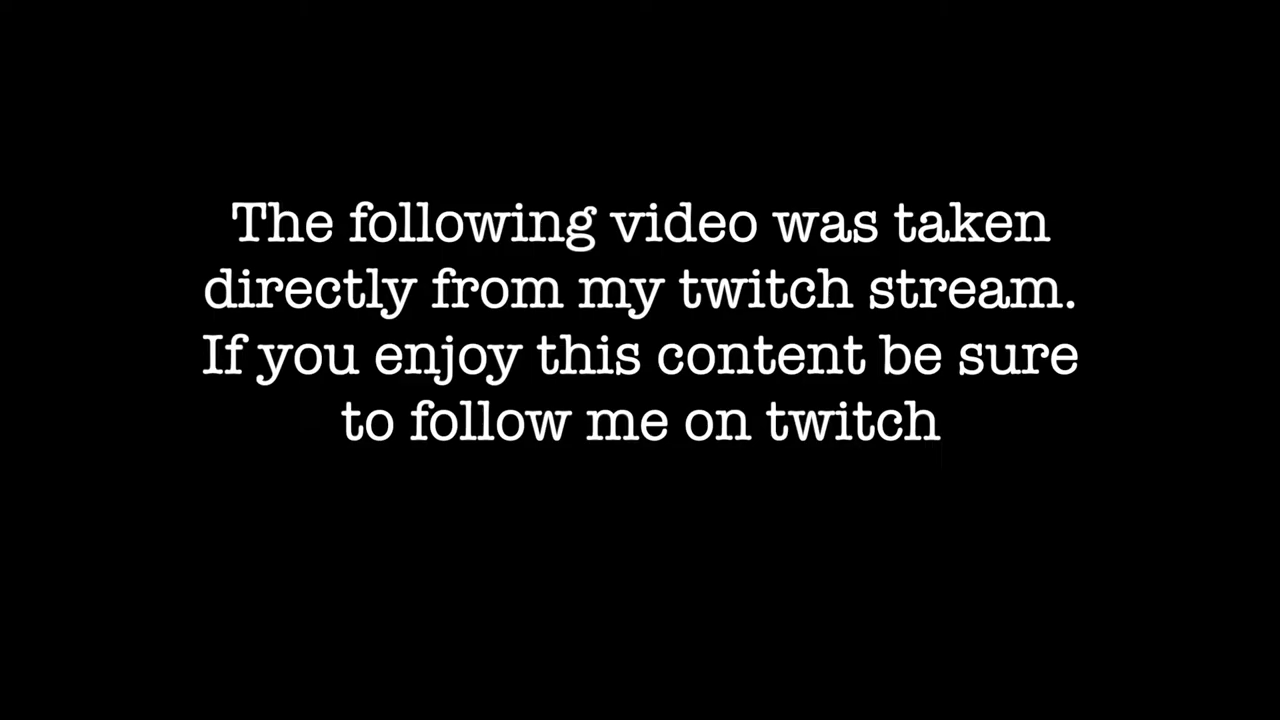 The following video was taken
directly from my twitch stream.
If you enjoy this content be sure
to follow me on twitch